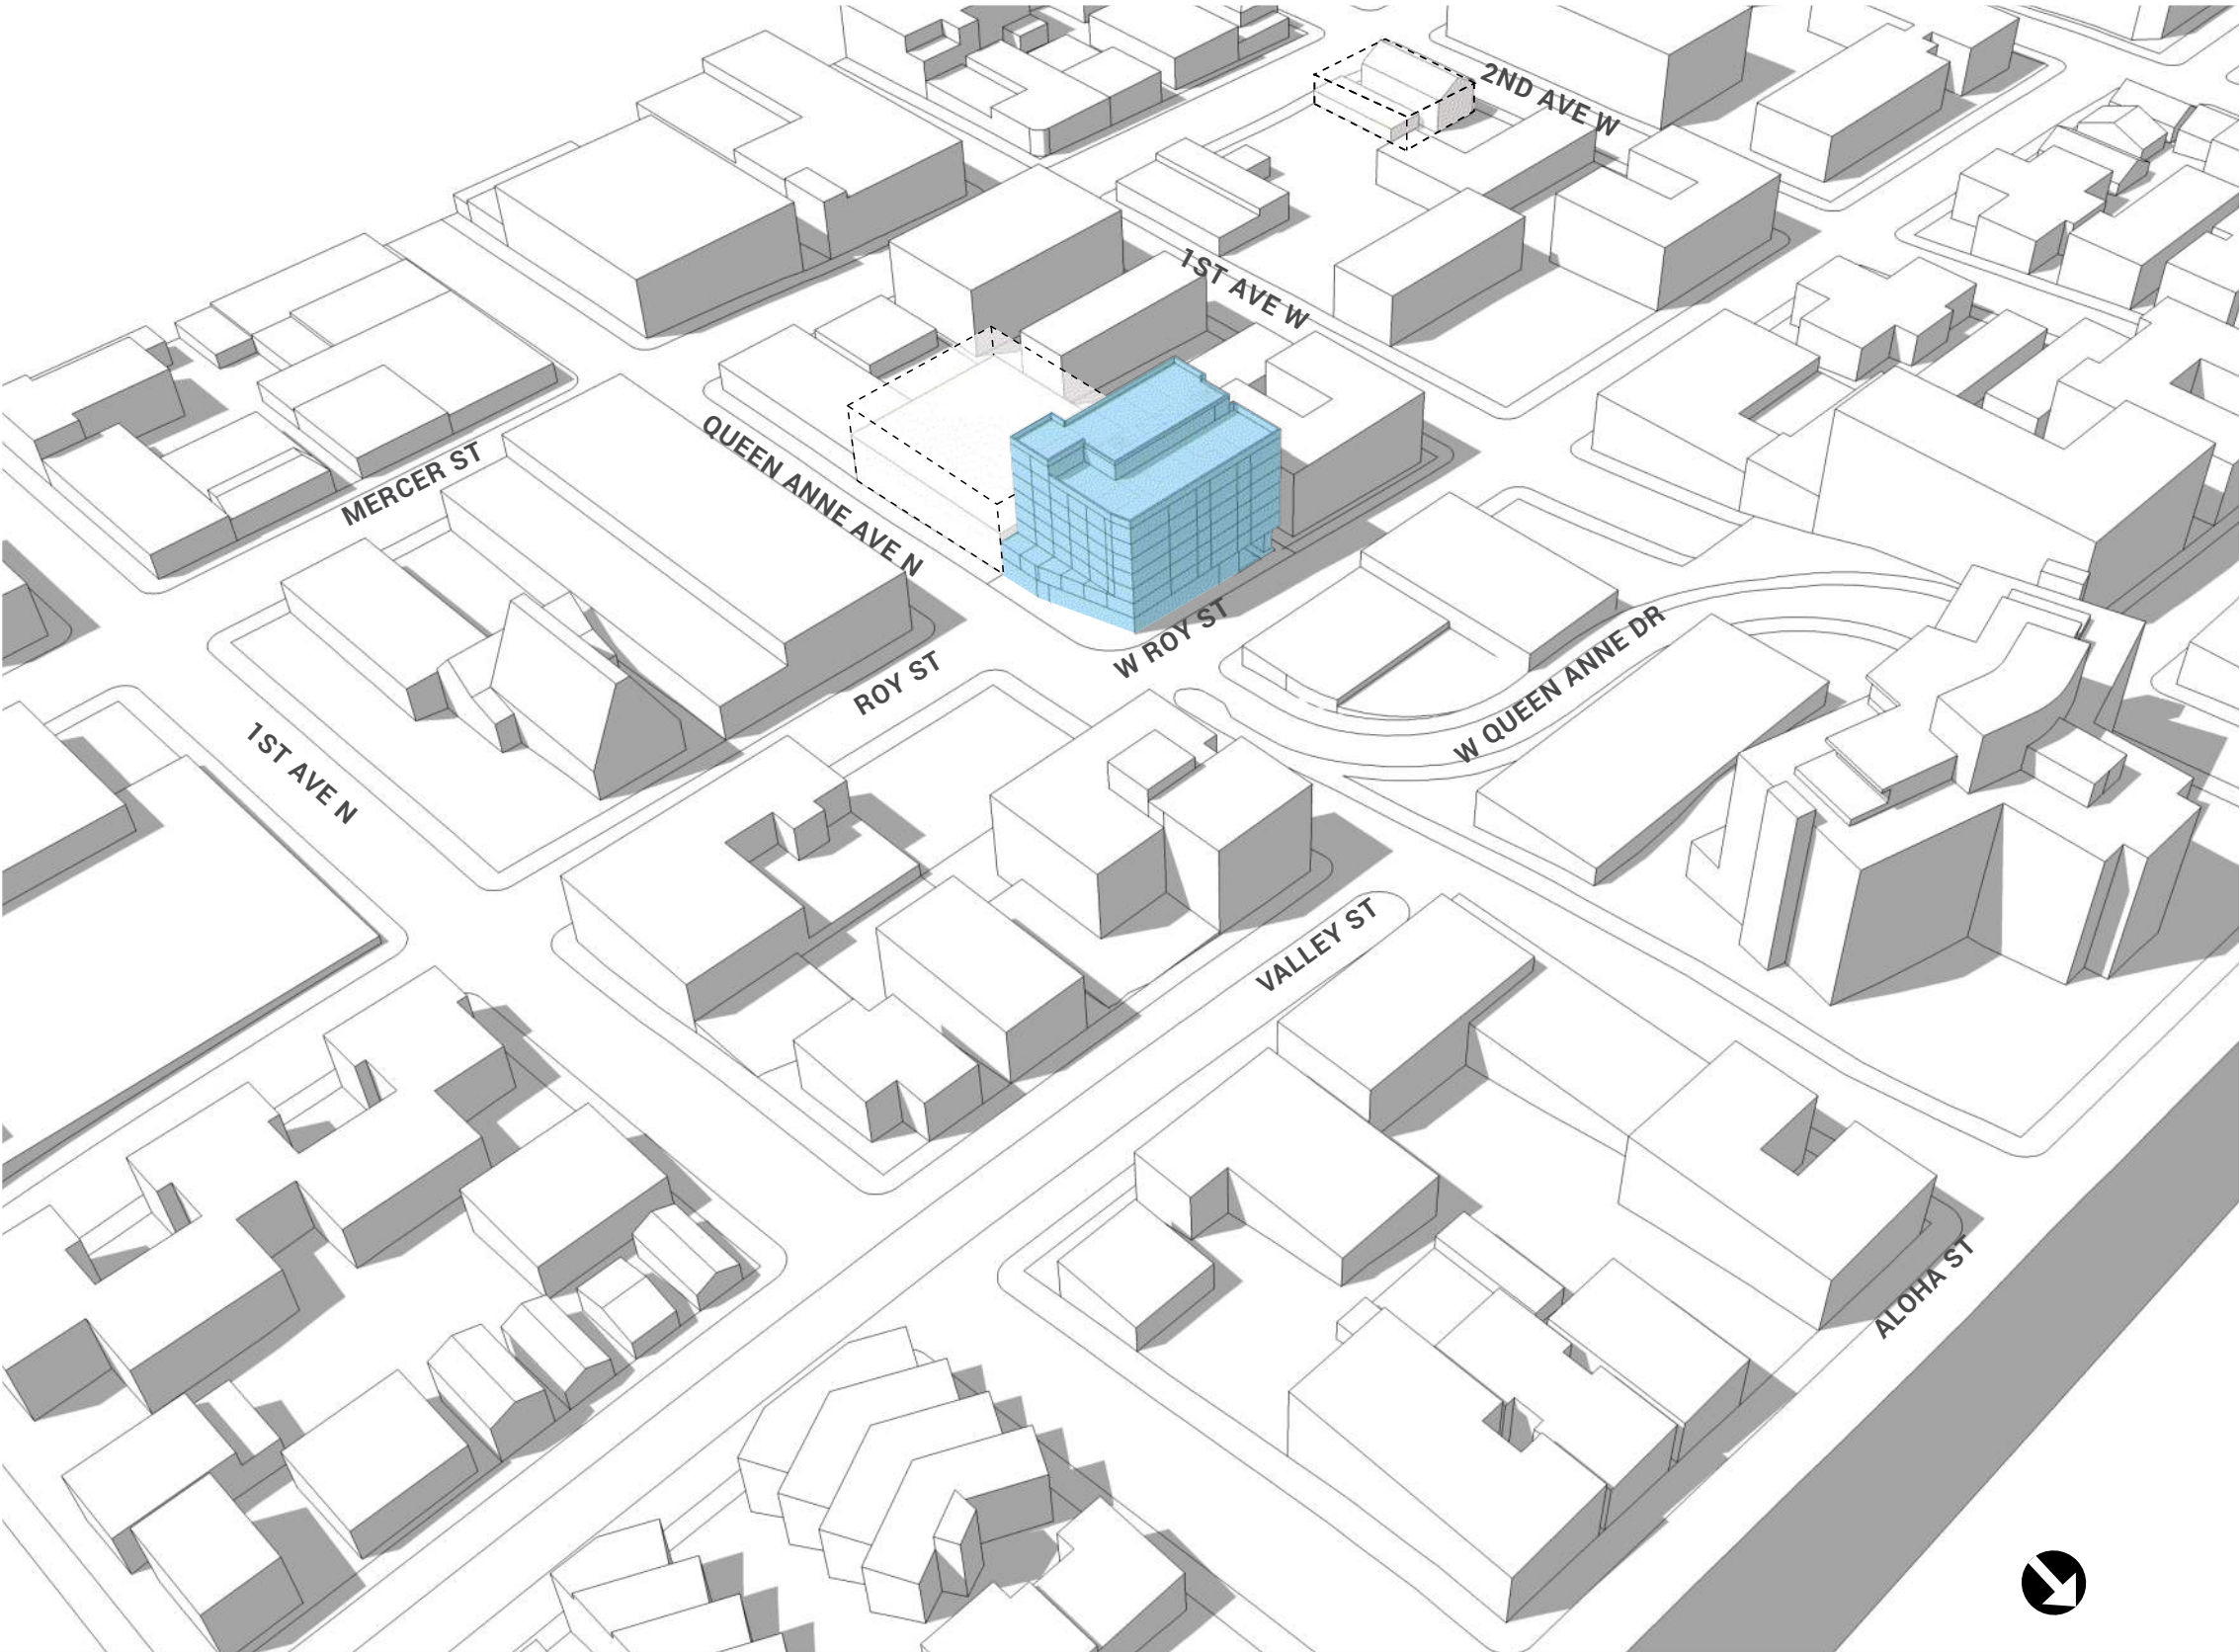 2ND AVE W
1ST AVE W
QUEEN ANNE AVE N
MERCER ST
W ROY ST
ROY ST
W QUEEN ANNE DR
1ST AVE N
VALLEY ST
ALOHA ST